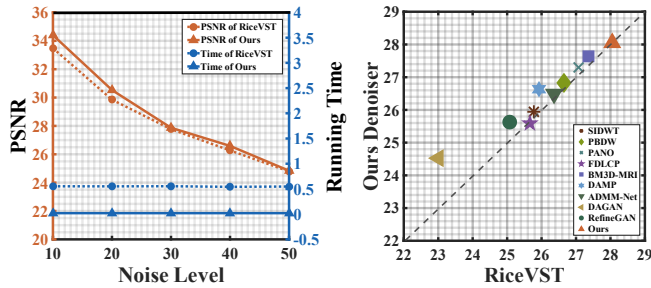 PSNR
36
34
32
30
28
26
24
22
20
10
20
30
40
50
Noise Level
4
3.5
3
2.5
2
1.5
1
0.5
0
-0.5
Running Time
PSNR of RiceVST
PSNR of Ours
Time of RiceVST
Time of Ours
Ours Denoiser
29
28
27
26
25
24
23
22
22
23
24
25
26
27
28
29
RiceVST
SIDWT
PBDW
PANO
FDLCP
BM3D-MRI
DAMP
ADMM-Net
DAGAN
RefineGAN
Ours